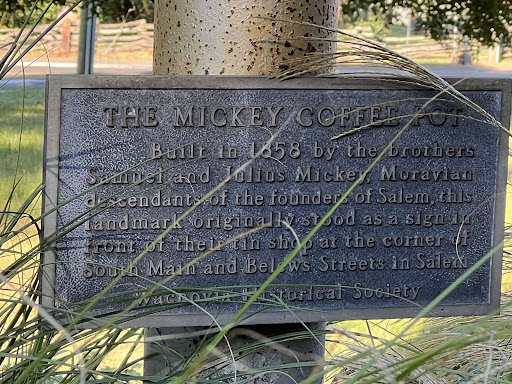 THE MICKEY COFFEE POT
Built in 1858 by the brothers
Samuel and Julius Mickey, Moravian
descendants of the founders of Salem, this
landmark originally stood as a sign in
front of their tin shop at the corner of
South Main and Belews Streets in Salem
Wachovia Historical Society